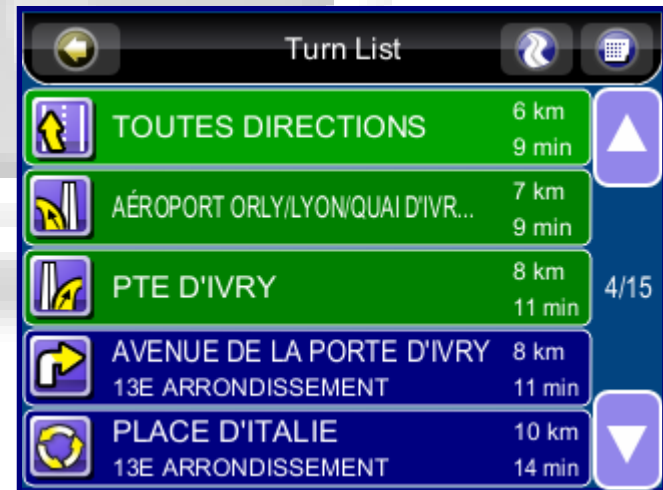 Turn List
TOUTES DIRECTIONS
6 km
9 min
AÉROPORT ORLY/LYON/QUAI D'IVR...
7 km
9 min
PTE D'IVRY
8 km
11 min
4/15
AVENUE DE LA PORTE D'IVRY
8 km
13E ARRONDISSEMENT
11 min
PLACE D'ITALIE
10 km
13E ARRONDISSEMENT
14 min